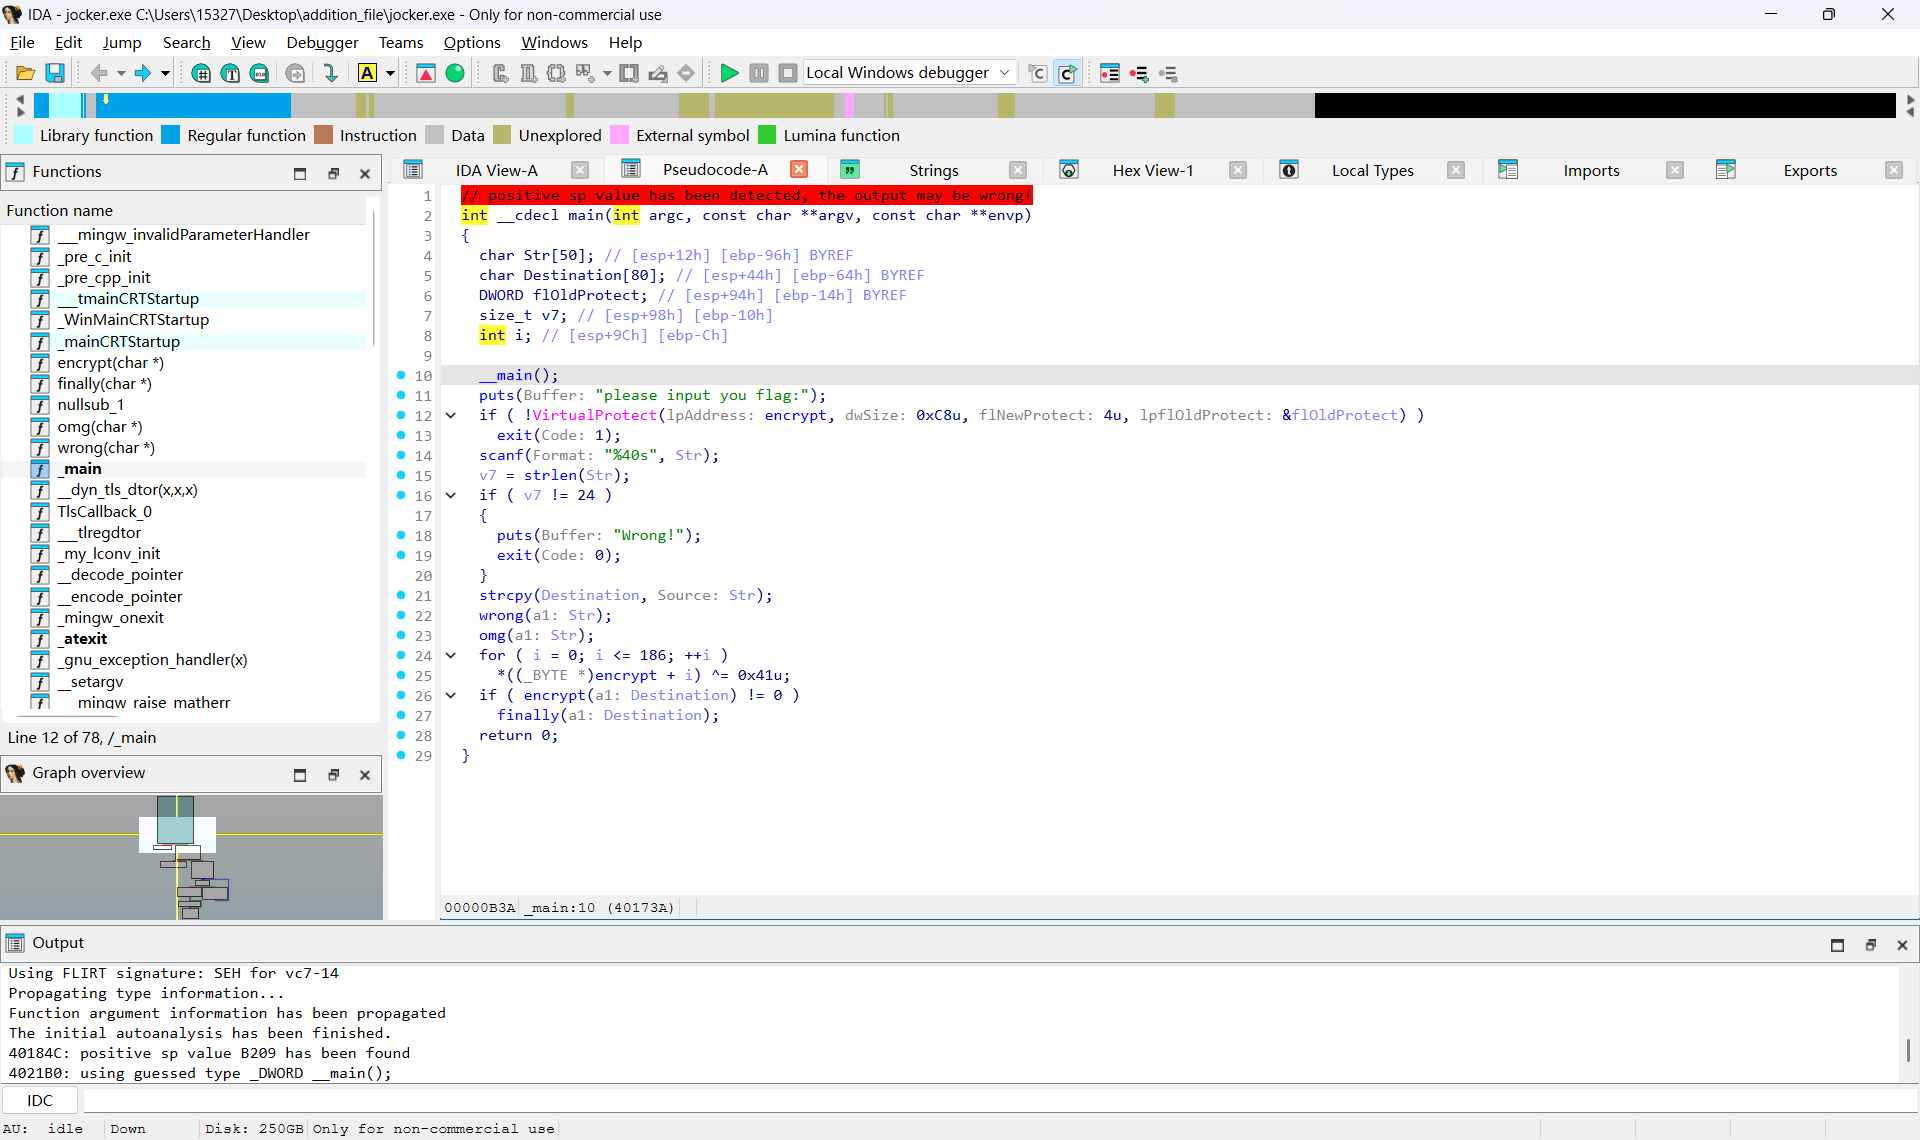 IDA - jocker.exe C:\Users\15327\Desktop\addition_file\jocker.exe - Only for non-commercial use
File Edit Jump Search View Debugger Teams Options Windows Help
Local Windows debugger
Library function Regular function Instruction Data Unexplored External symbol Lumina function
Functions
Function name
___mingw_invalidParameterHandler
_pre_c_init
_pre_cpp_init
___tmainCRTStartup
_WinMainCRTStartup
_mainCRTStartup
encrypt(char *)
finally(char *)
nullsub_1
omg(char *)
wrong(char *)
_main
__dyn_tls_dtor(x,x,x)
TlsCallback_0
___tlregdtor
_my_lconv_init
__decode_pointer
__encode_pointer
_mingw_onexit
_atexit
_gnu_exception_handler(x)
__setargv
mingw raise matherr
Line 12 of 78, /_main
Graph overview
IDA View-A Pseudocode-A Strings Hex View-1 Local Types Imports Exports
1 // positive sp value has been detected, the output may be wrong!
2 int __cdecl main(int argc, const char **argv, const char **envp)
3 {
4 char Str[50]; // [esp+12h] [ebp-96h] BYREF
5 char Destination[80]; // [esp+44h] [ebp-64h] BYREF
6 DWORD flOldProtect; // [esp+94h] [ebp-14h] BYREF
7 size_t v7; // [esp+98h] [ebp-10h]
8 int i; // [esp+9Ch] [ebp-Ch]
9
10 __main();
11 puts(Buffer: "please input you flag:");
12 if ( !VirtualProtect(lpAddress: encrypt, dwSize: 0xC8u, flNewProtect: 4u, lpflOldProtect: &flOldProtect) )
13 exit(Code: 1);
14 scanf(Format: "%40s", Str);
15 v7 = strlen(Str);
16 if ( v7 != 24 )
17 {
18 puts(Buffer: "Wrong!");
19 exit(Code: 0);
20 }
21 strcpy(Destination, Source: Str);
22 wrong(a1: Str);
23 omg(a1: Str);
24 for ( i = 0; i <= 186; ++i )
25 *((_BYTE *)encrypt + i) ^= 0x41u;
26 if ( encrypt(a1: Destination) != 0 )
27 finally(a1: Destination);
28 return 0;
29 }
00000B3A _main:10 (40173A)
Output
Using FLIRT signature: SEH for vc7-14
Propagating type information...
Function argument information has been propagated
The initial autoanalysis has been finished.
40184C: positive sp value B209 has been found
4021B0: using guessed type _DWORD __main();
IDC
AU: idle Down Disk: 250GB Only for non-commercial use